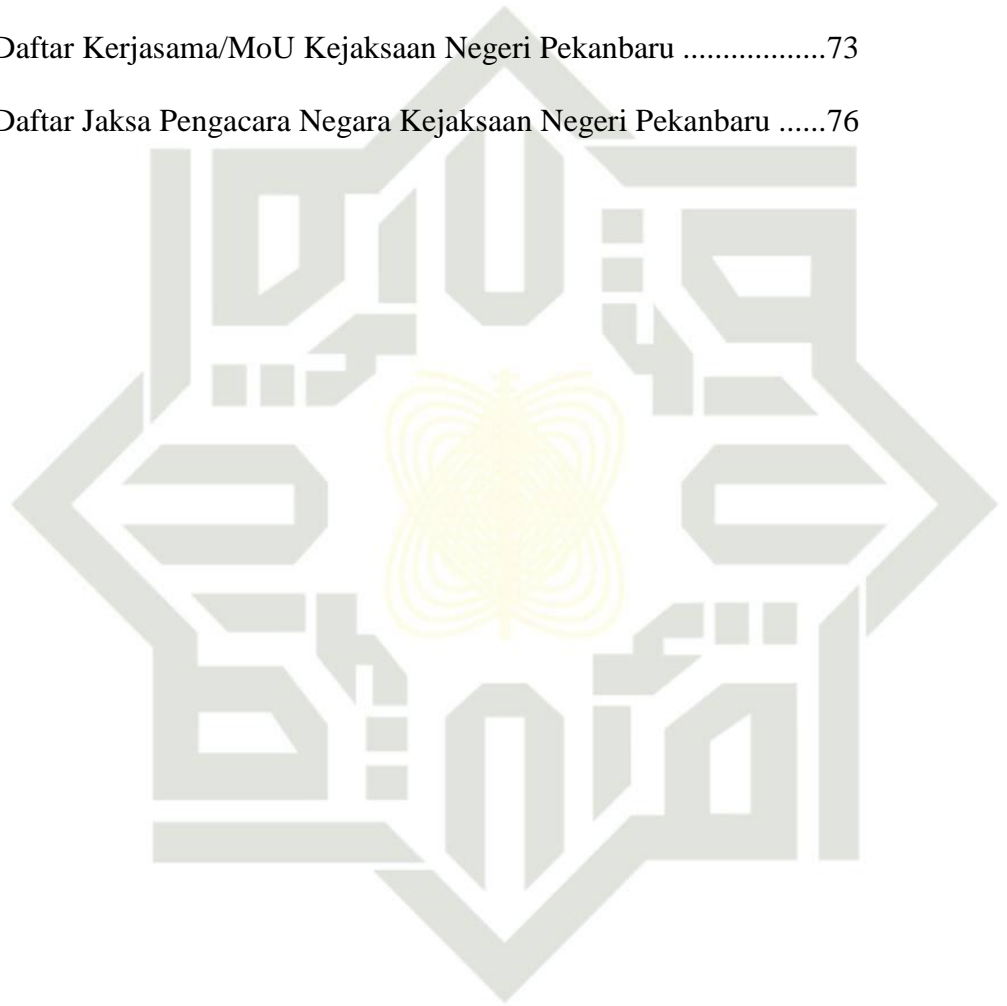 Daftar Kerjasama/MoU Kejaksaan Negeri Pekanbaru ..................73
Daftar Jaksa Pengacara Negara Kejaksaan Negeri Pekanbaru ......76